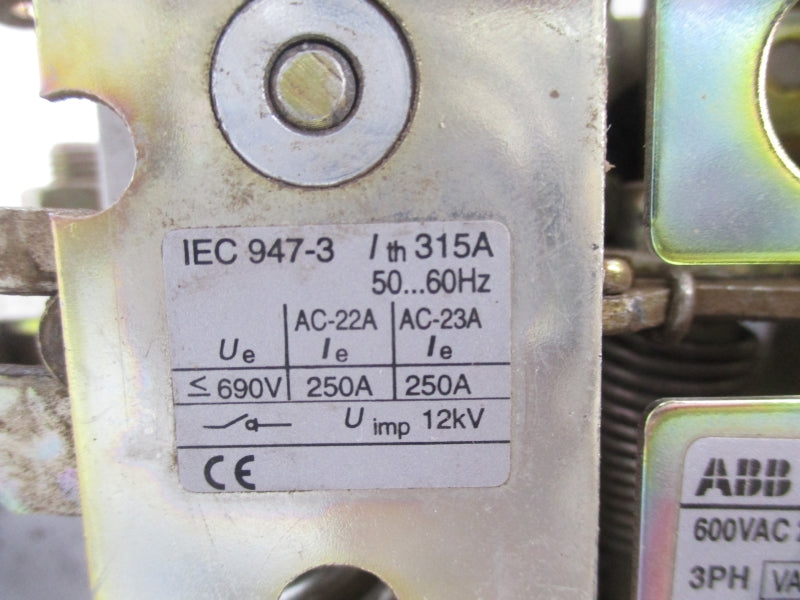 IEC 947-3 Ith 315A
50...60Hz
AC-22A AC-23A
Ue Ie Ie
≤ 690V 250A 250A
Uimp 12kV
CE
ABB
600VAC
3PH